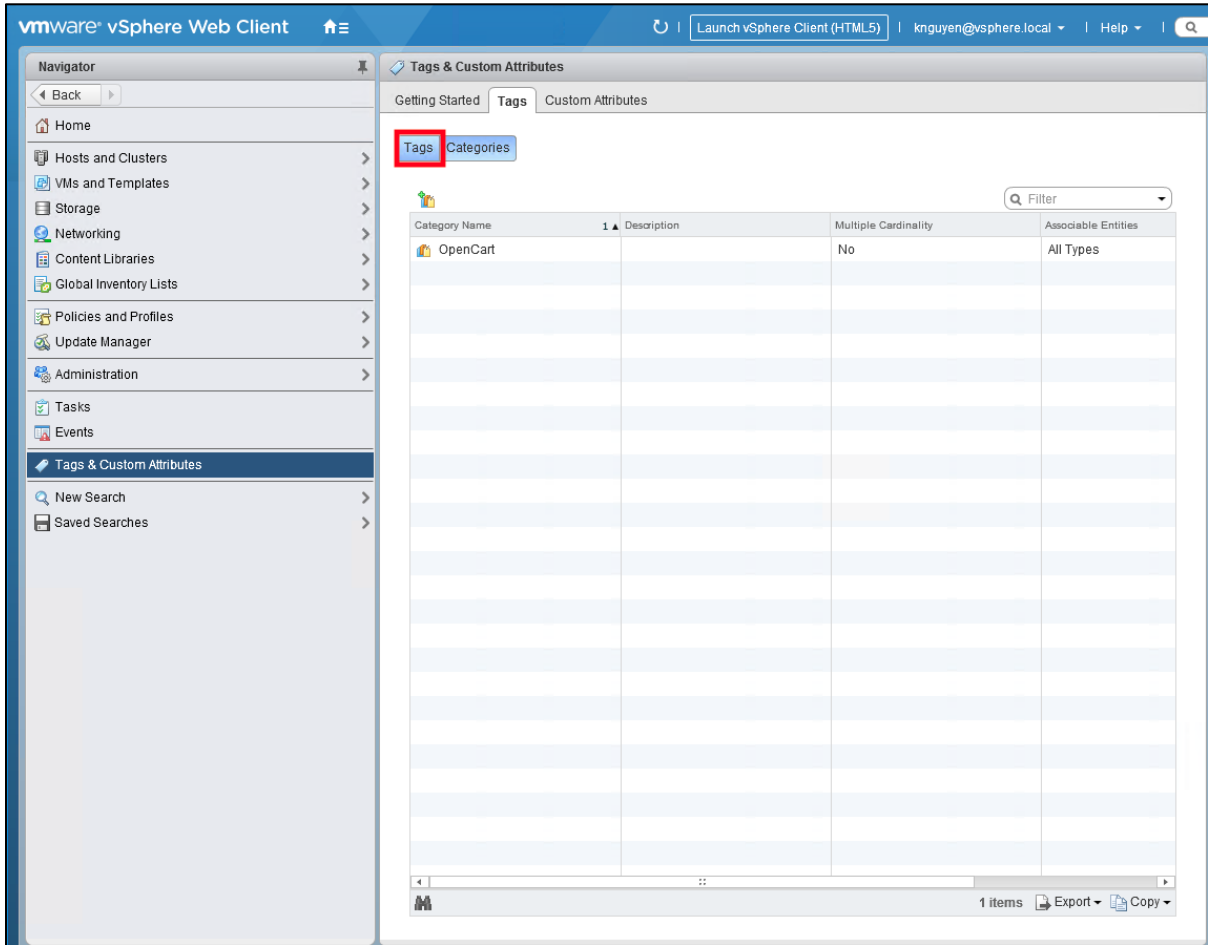 vmware® vSphere Web Client
Launch vSphere Client (HTML5)
knguyen@vsphere.local
Help
Navigator
Back
Home
Hosts and Clusters
VMs and Templates
Storage
Networking
Content Libraries
Global Inventory Lists
Policies and Profiles
Update Manager
Administration
Tasks
Events
Tags & Custom Attributes
New Search
Saved Searches
Tags & Custom Attributes
Getting Started Tags Custom Attributes
Tags Categories
Filter
Category Name 1 ▲ Description Multiple Cardinality Associable Entities
OpenCart No All Types
1 items Export Copy